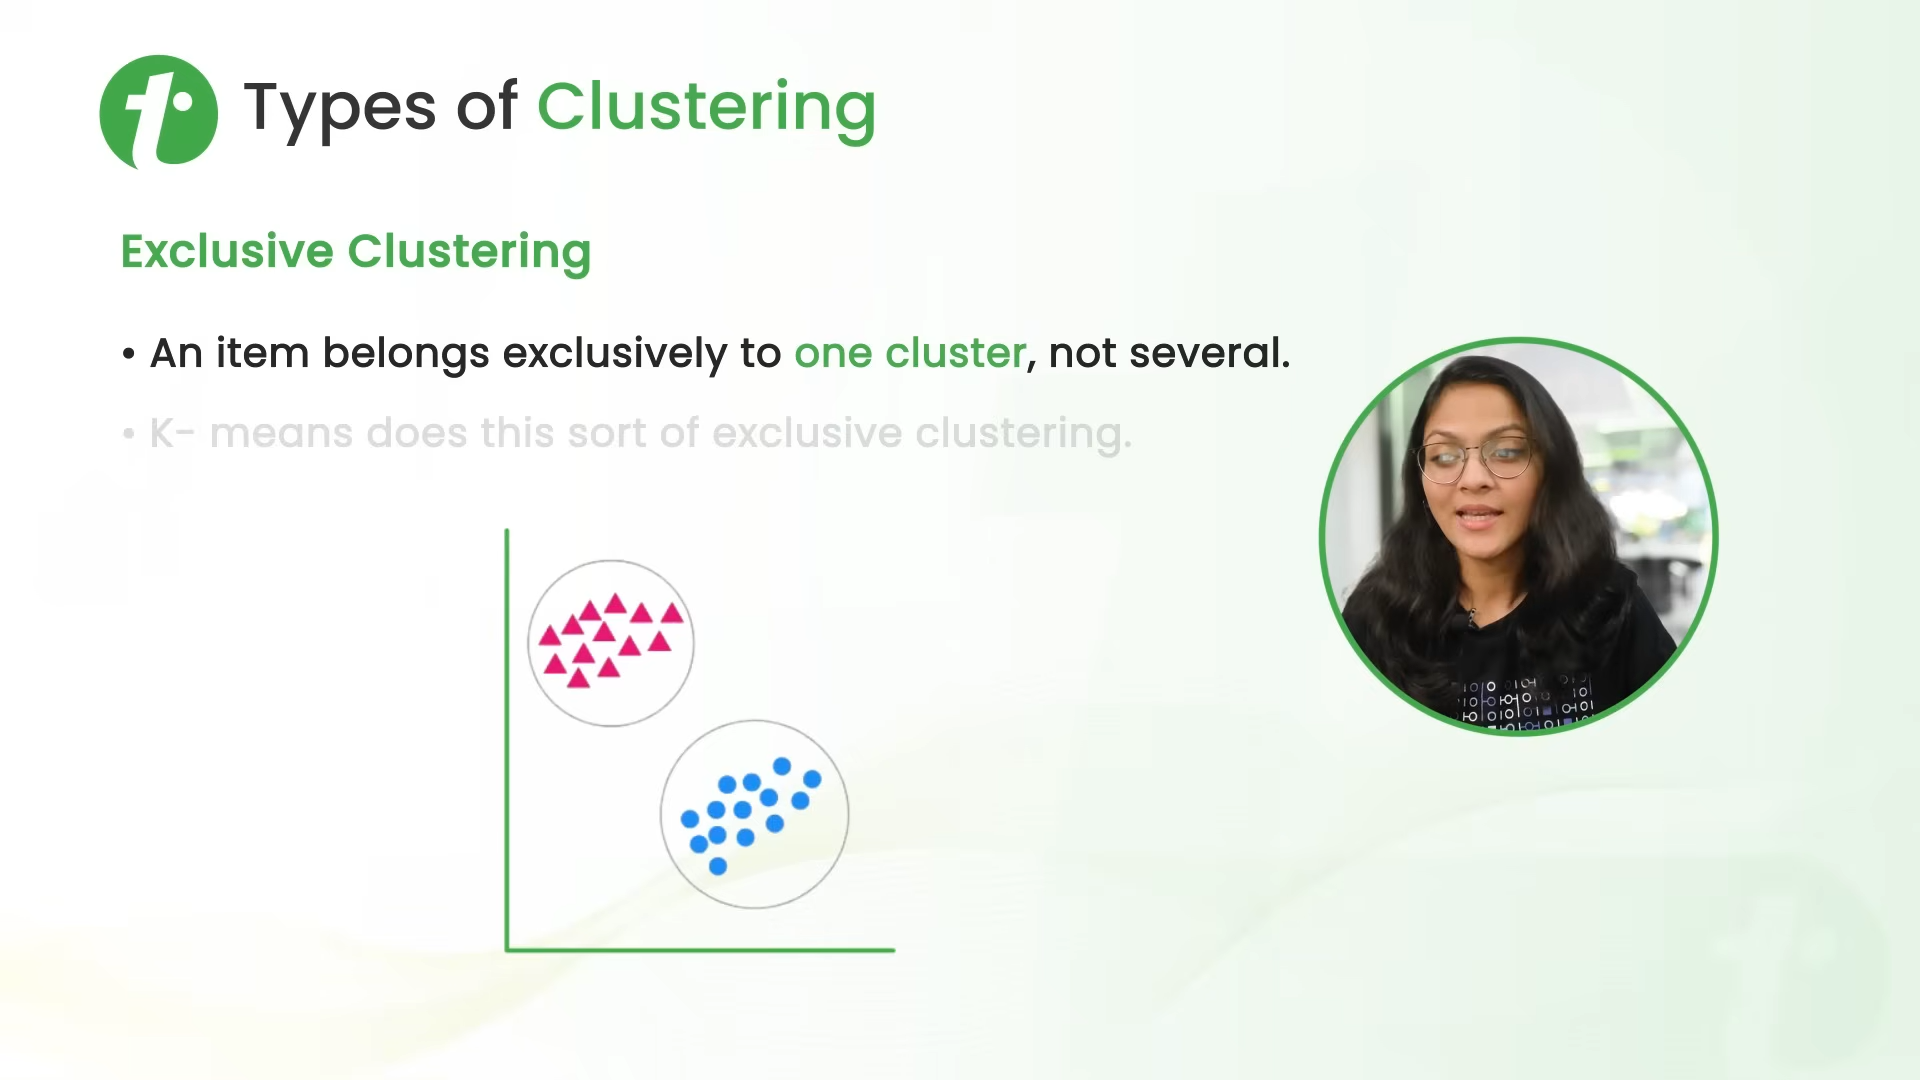 Types of Clustering
Exclusive Clustering
• An item belongs exclusively to one cluster, not several.
• K- means does this sort of exclusive clustering.